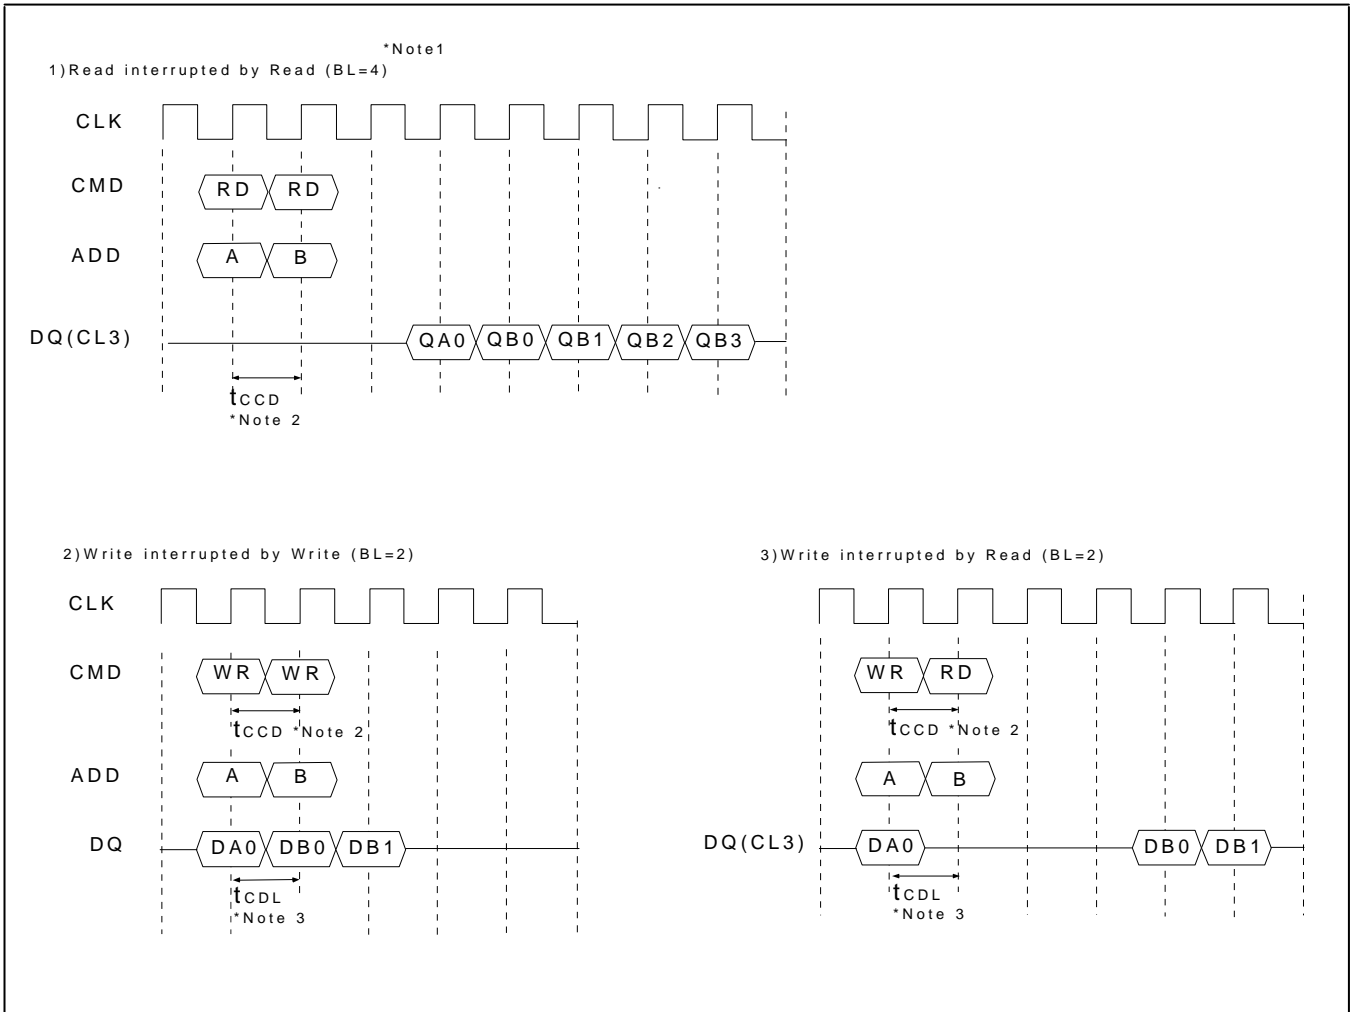 *Note1
1)Read interrupted by Read (BL=4)
CLK
CMD RD RD
ADD A B
DQ(CL3) QA0 QB0 QB1 QB2 QB3
tCCD
*Note 2
2)Write interrupted by Write (BL=2)
CLK
CMD WR WR
tCCD *Note 2
ADD A B
DQ DA0 DB0 DB1
tCDL
*Note 3
3)Write interrupted by Read (BL=2)
WR RD
tCCD *Note 2
A B
DQ(CL3) DA0 DB0 DB1
tCDL
*Note 3